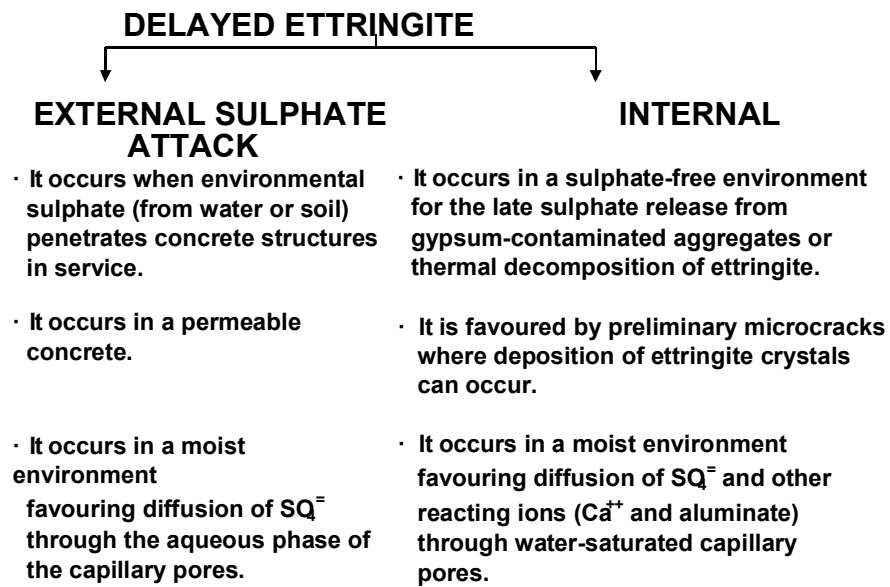 DELAYED ETTRINGITE
EXTERNAL SULPHATE
ATTACK
· It occurs when environmental
sulphate (from water or soil)
penetrates concrete structures
in service.
· It occurs in a permeable
concrete.
· It occurs in a moist
environment
favouring diffusion of SO₄⁼
through the aqueous phase of
the capillary pores.
INTERNAL
· It occurs in a sulphate-free environment
for the late sulphate release from
gypsum-contaminated aggregates or
thermal decomposition of ettringite.
· It is favoured by preliminary microcracks
where deposition of ettringite crystals
can occur.
· It occurs in a moist environment
favouring diffusion of SO₄⁼ and other
reacting ions (Ca⁺⁺ and aluminate)
through water-saturated capillary
pores.